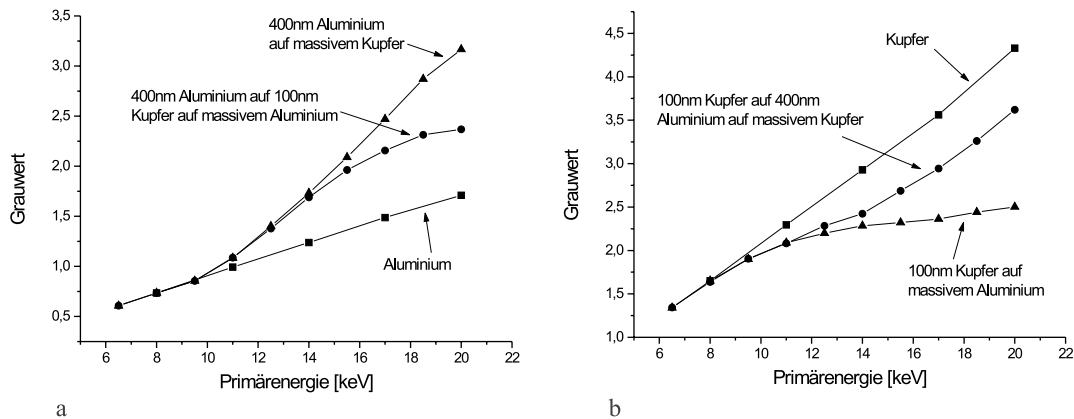 3,5
3,0
2,5
2,0
1,5
1,0
0,5
Grauwert
400nm Aluminium
auf massivem Kupfer
400nm Aluminium auf 100nm
Kupfer auf massivem Aluminium
Aluminium
6 8 10 12 14 16 18 20 22
Primärenergie [keV]
a
4,5
4,0
3,5
3,0
2,5
2,0
1,5
1,0
Grauwert
Kupfer
100nm Kupfer auf 400nm
Aluminium auf massivem Kupfer
100nm Kupfer auf
massivem Aluminium
6 8 10 12 14 16 18 20 22
Primärenergie [keV]
b